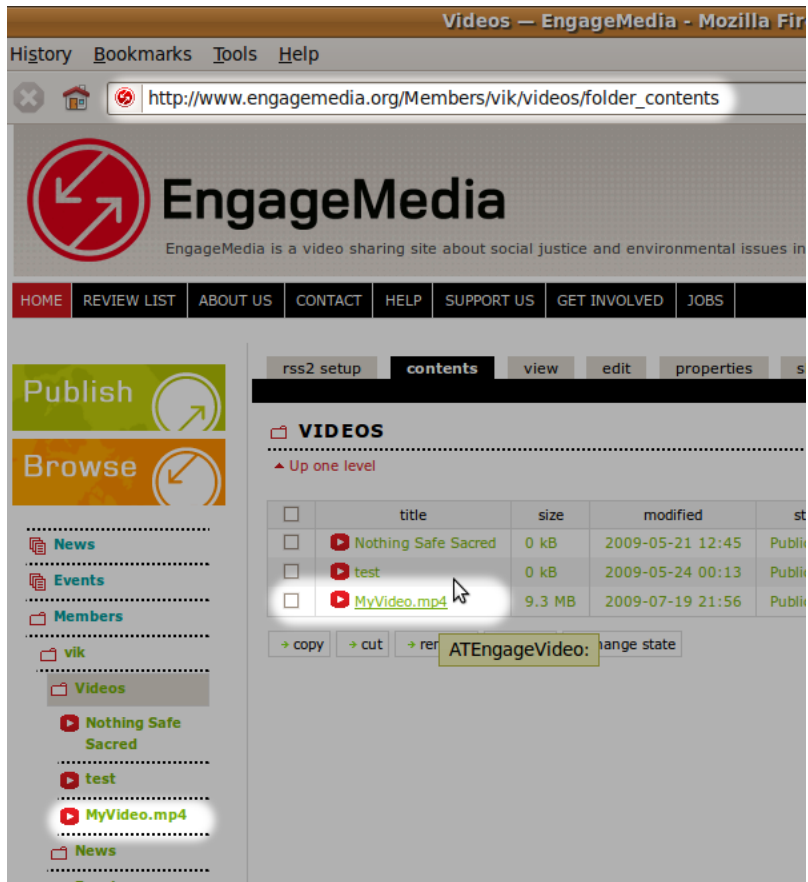 Videos — EngageMedia - Mozilla Fir
History Bookmarks Tools Help
http://www.engagemedia.org/Members/vik/videos/folder_contents
EngageMedia
EngageMedia is a video sharing site about social justice and environmental issues in
HOME REVIEW LIST ABOUT US CONTACT HELP SUPPORT US GET INVOLVED JOBS
Publish
Browse
News
Events
Members
vik
Videos
Nothing Safe
Sacred
test
MyVideo.mp4
News
rss2 setup contents view edit properties s
VIDEOS
Up one level
title size modified st
Nothing Safe Sacred 0 kB 2009-05-21 12:45 Publi
test 0 kB 2009-05-24 00:13 Publi
MyVideo.mp4 9.3 MB 2009-07-19 21:56 Publi
copy cut rer hange state
ATEngageVideo: